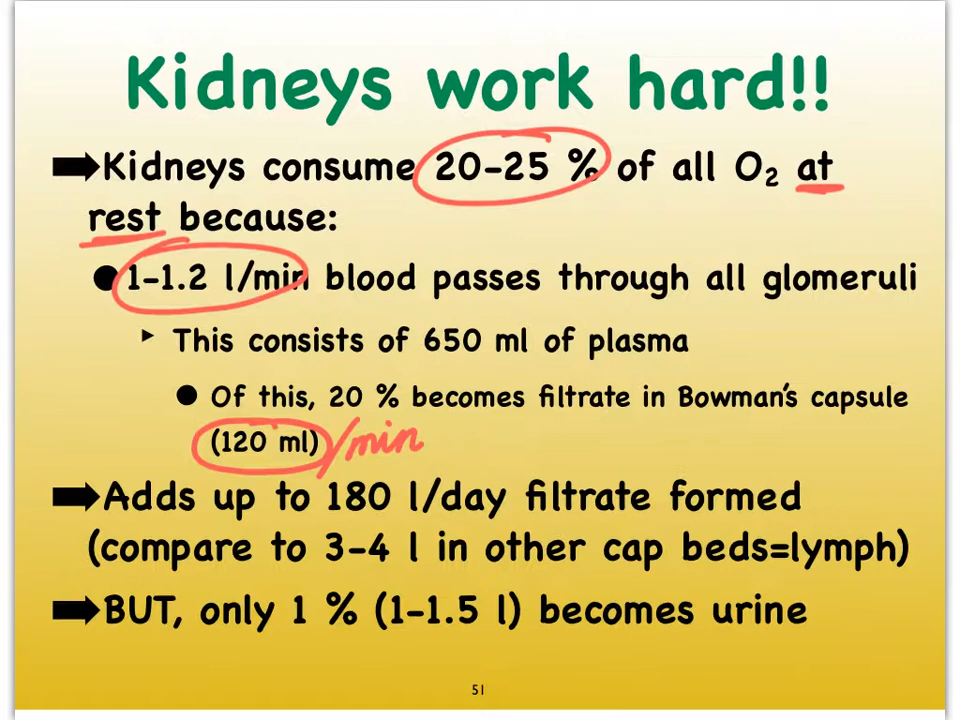 Kidneys work hard!!
Kidneys consume 20-25 % of all O₂ at
rest because:
1-1.2 l/min blood passes through all glomeruli
This consists of 650 ml of plasma
Of this, 20 % becomes filtrate in Bowman's capsule
(120 ml)/min
Adds up to 180 l/day filtrate formed
(compare to 3-4 l in other cap beds=lymph)
BUT, only 1 % (1-1.5 l) becomes urine
51